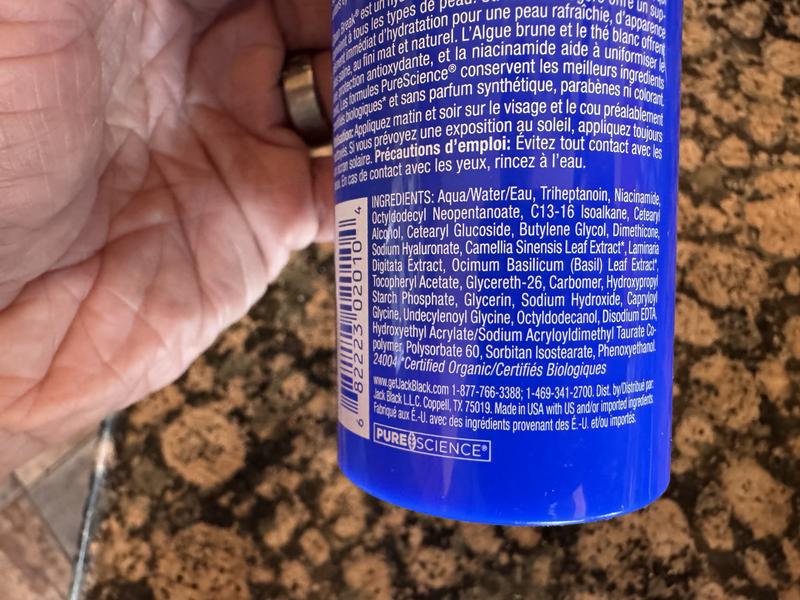 Break® est un
à tous les types de peau.
immédiat d'hydratation pour une peau rafraîchie, d'apparence
saine, au fini mat et naturel. L'Algue brune et le thé blanc offrent
protection antioxydante, et la niacinamide aide à uniformiser le
Les formules PureScience® conservent les meilleurs ingrédients
biologiques* et sans parfum synthétique, parabènes ni colorant.
Appliquez matin et soir sur le visage et le cou préalablement
Si vous prévoyez une exposition au soleil, appliquez toujours
écran solaire. Précautions d'emploi: Évitez tout contact avec les
En cas de contact avec les yeux, rincez à l'eau.
INGREDIENTS: Aqua/Water/Eau, Triheptanoin, Niacinamide,
Octyldodecyl Neopentanoate, C13-16 Isoalkane, Cetearyl
Alcohol, Cetearyl Glucoside, Butylene Glycol, Dimethicone,
Sodium Hyaluronate, Camellia Sinensis Leaf Extract*, Laminaria
Digitata Extract, Ocimum Basilicum (Basil) Leaf Extract*,
Tocopheryl Acetate, Glycereth-26, Carbomer, Hydroxypropyl
Starch Phosphate, Glycerin, Sodium Hydroxide, Capryloyl
Glycine, Undecylenoyl Glycine, Octyldodecanol, Disodium EDTA,
Hydroxyethyl Acrylate/Sodium Acryloyldimethyl Taurate Co-
polymer, Polysorbate 60, Sorbitan Isostearate, Phenoxyethanol.
24004 *Certified Organic/Certifiés Biologiques
www.getJackBlack.com 1-877-766-3388; 1-469-341-2700. Dist. by/Distribué par:
Jack Black L.L.C. Coppell, TX 75019. Made in USA with US and/or imported ingredients
Fabriqué aux É.-U. avec des ingrédients provenant des É.-U. et/ou importés.
PURE SCIENCE®
6 82223 02010 4